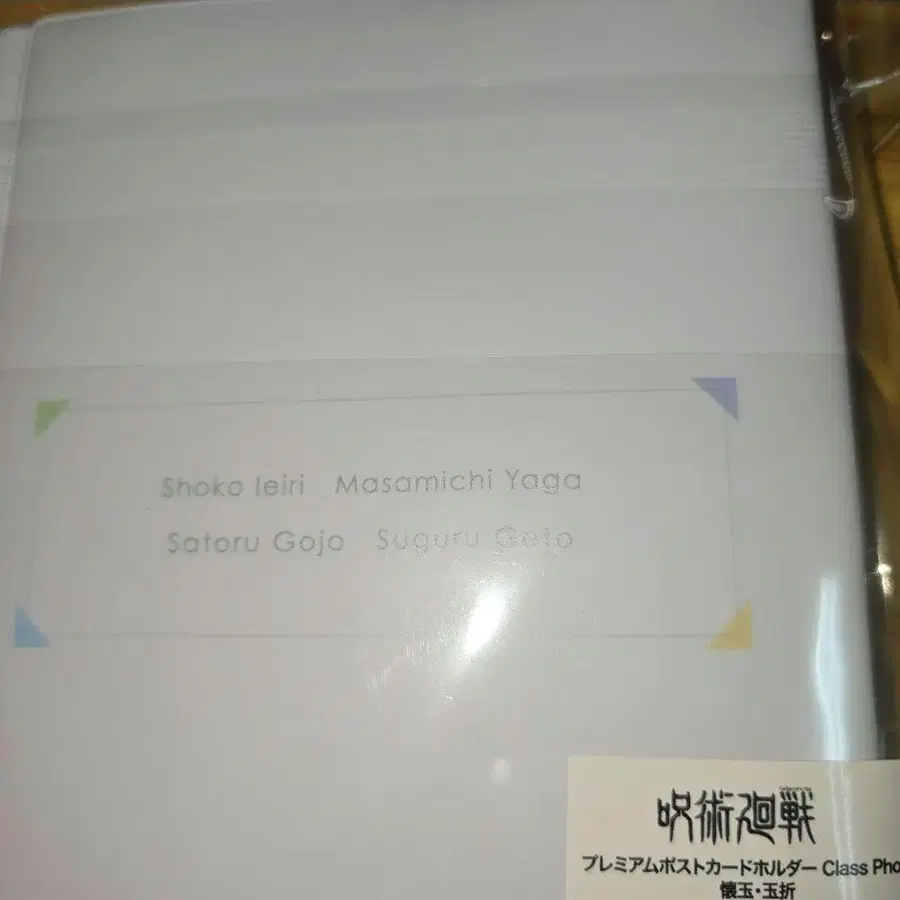 Shoko Ieiri Masamichi Yaga
Satoru Gojo Suguru Geto
呪術廻戦
プレミアムポストカードホルダー Class Pho
懐玉・玉折